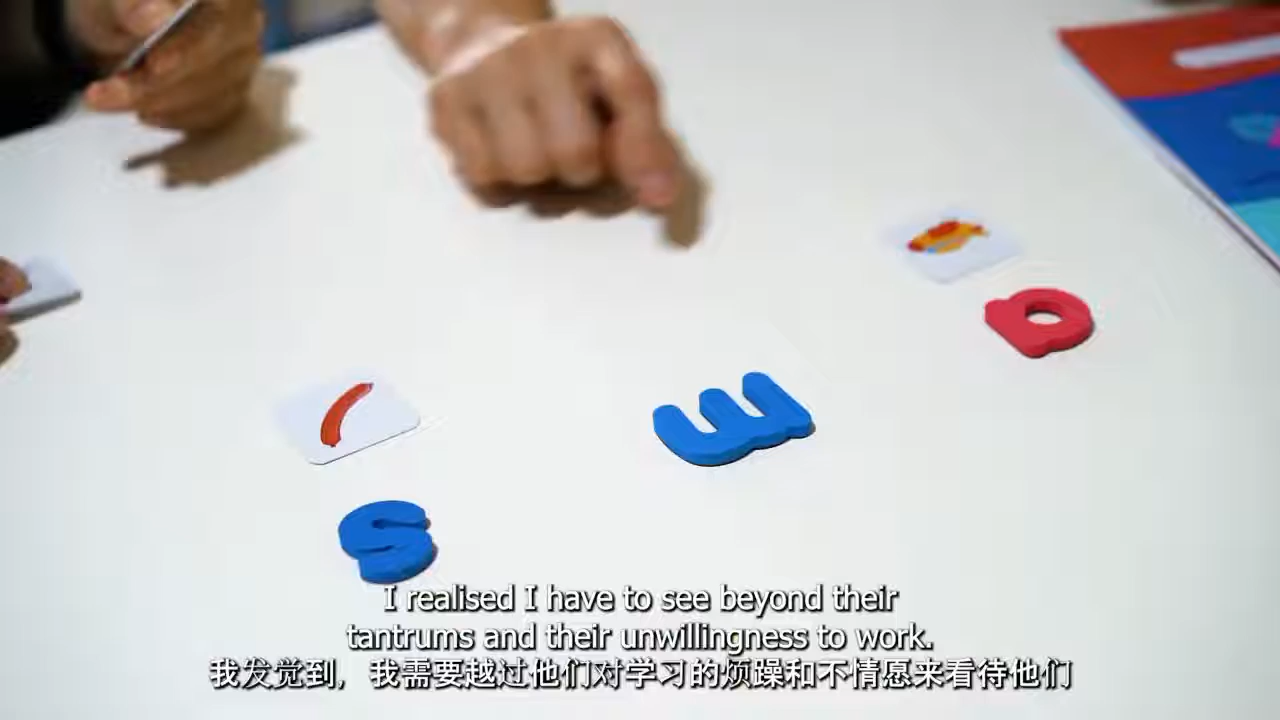 a
m
s
I realised I have to see beyond their
tantrums and their unwillingness to work.
我发觉到，我需要越过他们对学习的烦躁和不情愿来看待他们